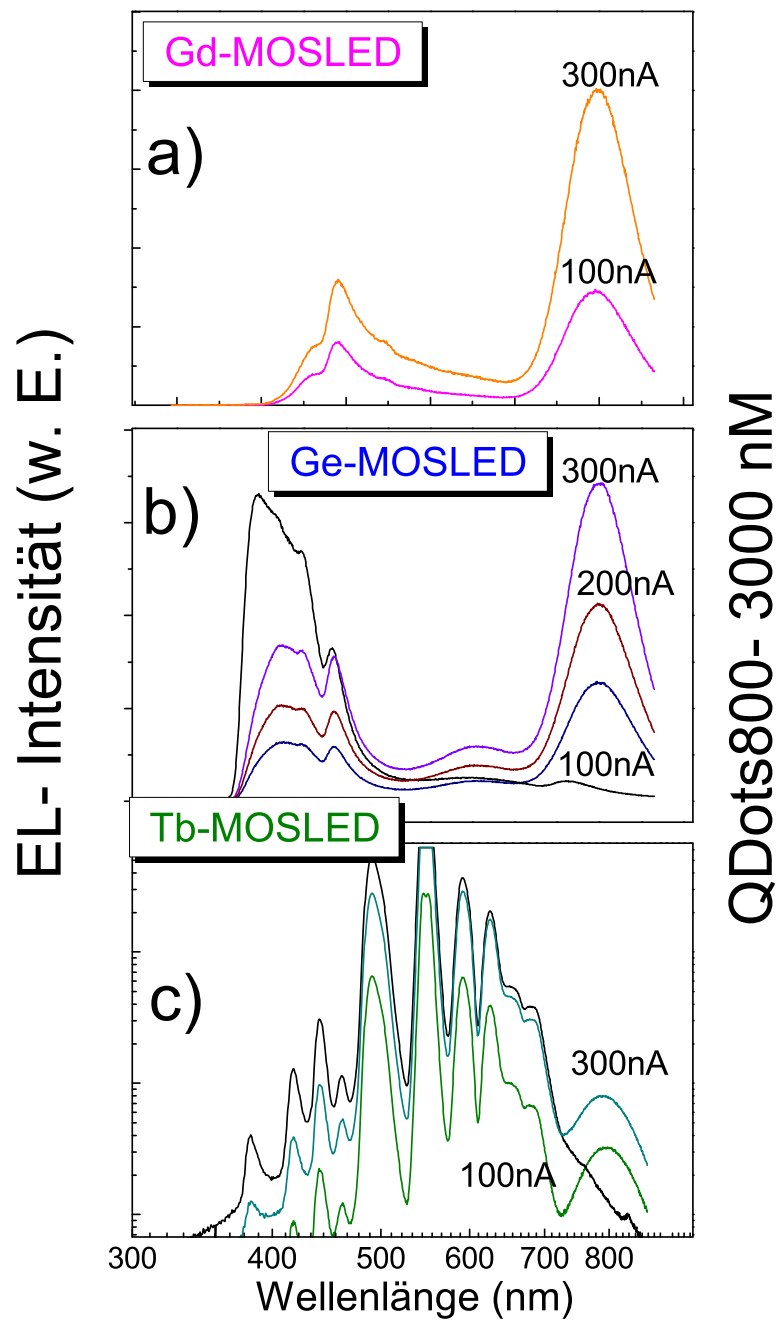 Gd-MOSLED
a)
300nA
100nA
Ge-MOSLED
b)
300nA
200nA
100nA
Tb-MOSLED
c)
300nA
100nA
300 400 500 600 700 800
Wellenlänge (nm)
EL- Intensität (w. E.)
QDots800- 3000 nM